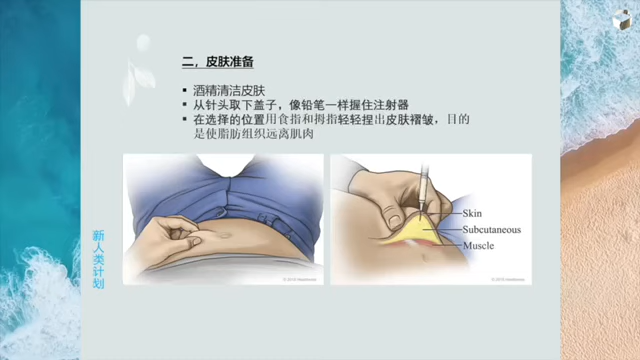 二，皮肤准备
▪ 酒精清洁皮肤
▪ 从针头取下盖子，像铅笔一样握住注射器
▪ 在选择的位置用食指和拇指轻轻捏出皮肤褶皱，目的
是使脂肪组织远离肌肉
新人类计划
Skin
Subcutaneous
Muscle